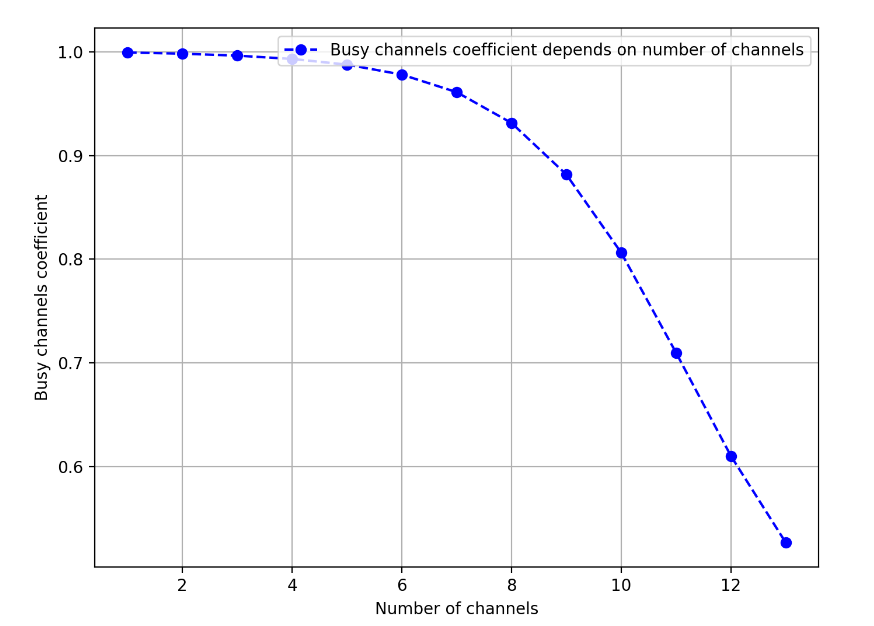 Busy channels coefficient depends on number of channels
1.0
0.9
0.8
0.7
0.6
Busy channels coefficient
2 4 6 8 10 12
Number of channels